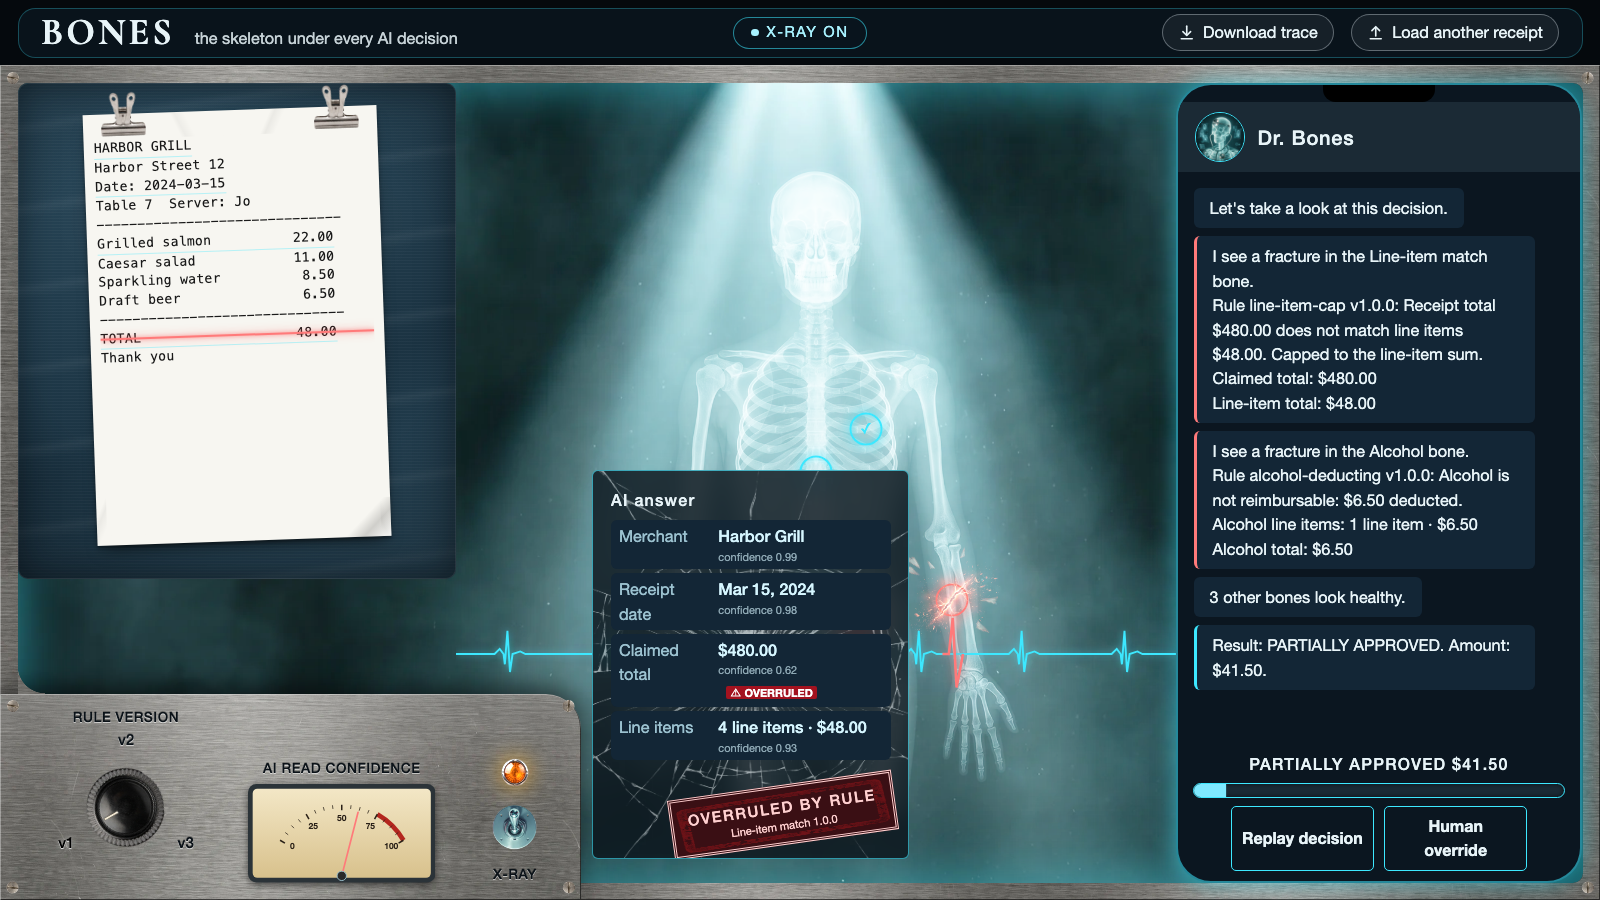 BONES
the skeleton under every AI decision
X-RAY ON
Download trace
Load another receipt
HARBOR GRILL
Harbor Street 12
Date: 2024-03-15
Table 7  Server: Jo
------------------------------
Grilled salmon 22.00
Caesar salad 11.00
Sparkling water 8.50
Draft beer 6.50
------------------------------
TOTAL 48.00
Thank you
RULE VERSION
v2
v1
v3
AI READ CONFIDENCE
0
25
50
75
100
X-RAY
AI answer
Merchant Harbor Grill
confidence 0.99
Receipt date Mar 15, 2024
confidence 0.98
Claimed total $480.00
confidence 0.62
⚠ OVERRULED
Line items 4 line items · $48.00
confidence 0.93
OVERRULED BY RULE
Line-item match 1.0.0
Dr. Bones
Let's take a look at this decision.
I see a fracture in the Line-item match
bone.
Rule line-item-cap v1.0.0: Receipt total
$480.00 does not match line items
$48.00. Capped to the line-item sum.
Claimed total: $480.00
Line-item total: $48.00
I see a fracture in the Alcohol bone.
Rule alcohol-deducting v1.0.0: Alcohol is
not reimbursable: $6.50 deducted.
Alcohol line items: 1 line item · $6.50
Alcohol total: $6.50
3 other bones look healthy.
Result: PARTIALLY APPROVED. Amount:
$41.50.
PARTIALLY APPROVED $41.50
Replay decision
Human
override